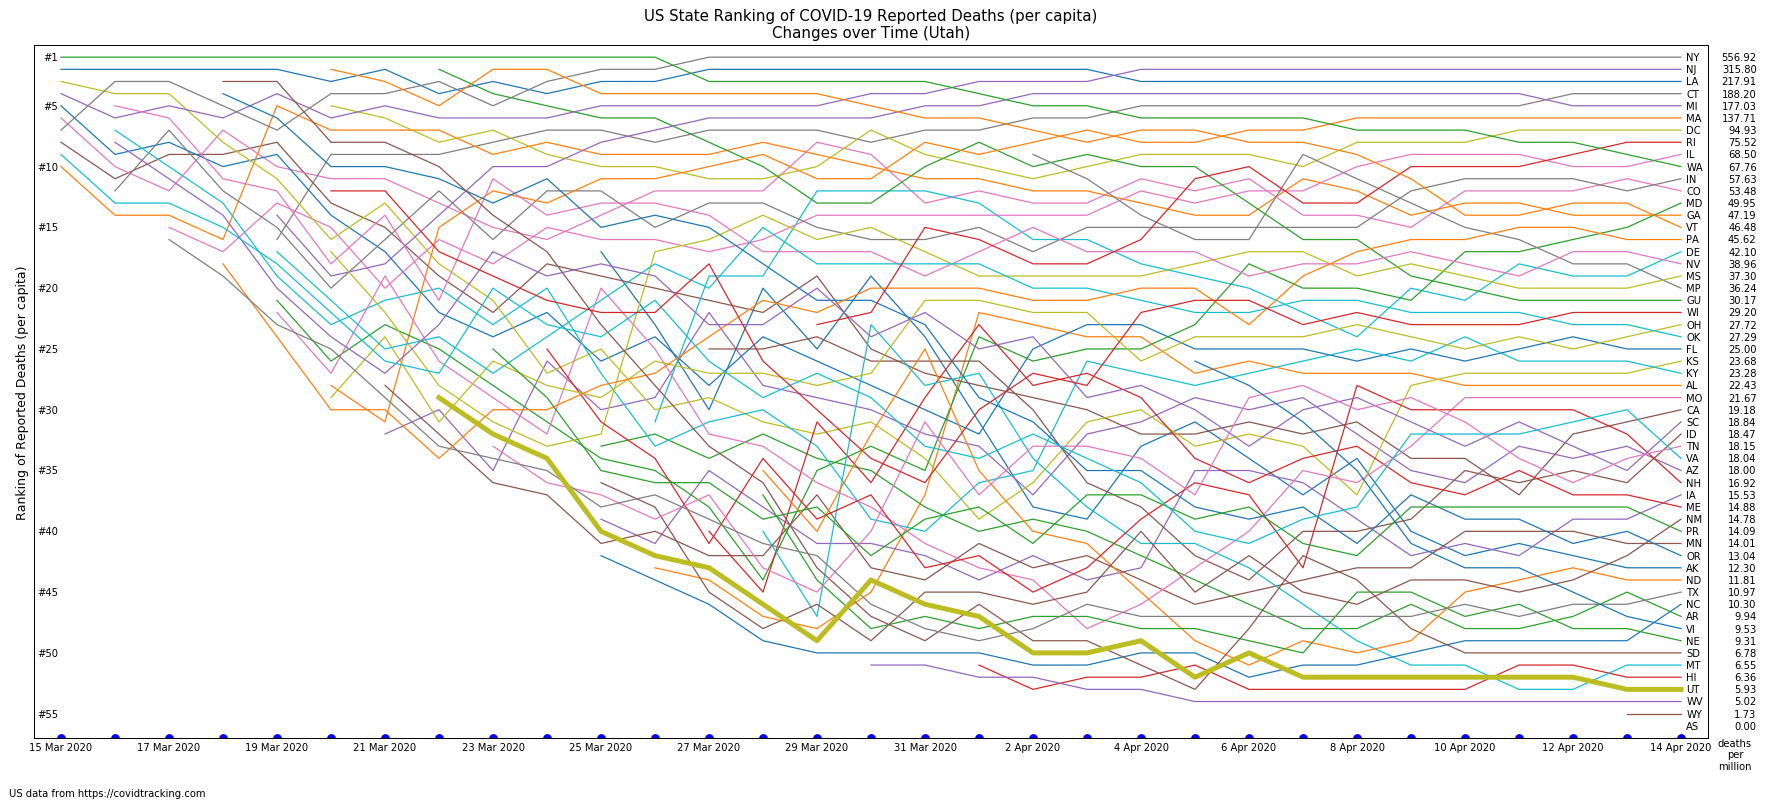 US State Ranking of COVID-19 Reported Deaths (per capita)
Changes over Time (Utah)
Ranking of Reported Deaths (per capita)
#1
#5
#10
#15
#20
#25
#30
#35
#40
#45
#50
#55
NY 556.92
NJ 315.80
LA 217.91
CT 188.20
MI 177.03
MA 137.71
DC 94.93
RI 75.52
IL 68.50
WA 67.76
IN 57.63
CO 53.48
MD 49.95
GA 47.19
VT 46.48
PA 45.62
DE 42.10
NV 38.96
MS 37.30
MP 36.24
GU 30.17
WI 29.20
OH 27.72
OK 27.29
FL 25.00
KS 23.68
KY 23.28
AL 22.43
MO 21.67
CA 19.18
SC 18.84
ID 18.47
TN 18.15
VA 18.04
AZ 18.00
NH 16.92
IA 15.53
ME 14.88
NM 14.78
PR 14.09
MN 14.01
OR 13.04
AK 12.30
ND 11.81
TX 10.97
NC 10.30
AR 9.94
VI 9.53
NE 9.31
SD 6.78
MT 6.55
HI 6.36
UT 5.93
WV 5.02
WY 1.73
AS 0.00
15 Mar 2020 17 Mar 2020 19 Mar 2020 21 Mar 2020 23 Mar 2020 25 Mar 2020 27 Mar 2020 29 Mar 2020 31 Mar 2020 2 Apr 2020 4 Apr 2020 6 Apr 2020 8 Apr 2020 10 Apr 2020 12 Apr 2020 14 Apr 2020
deaths
per
million
US data from https://covidtracking.com